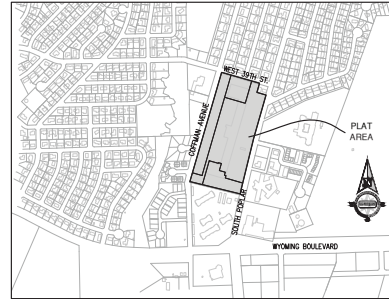 WEST 39TH ST.
COFFMAN AVENUE
PLAT
AREA
SOUTH POPLAR
WYOMING BOULEVARD